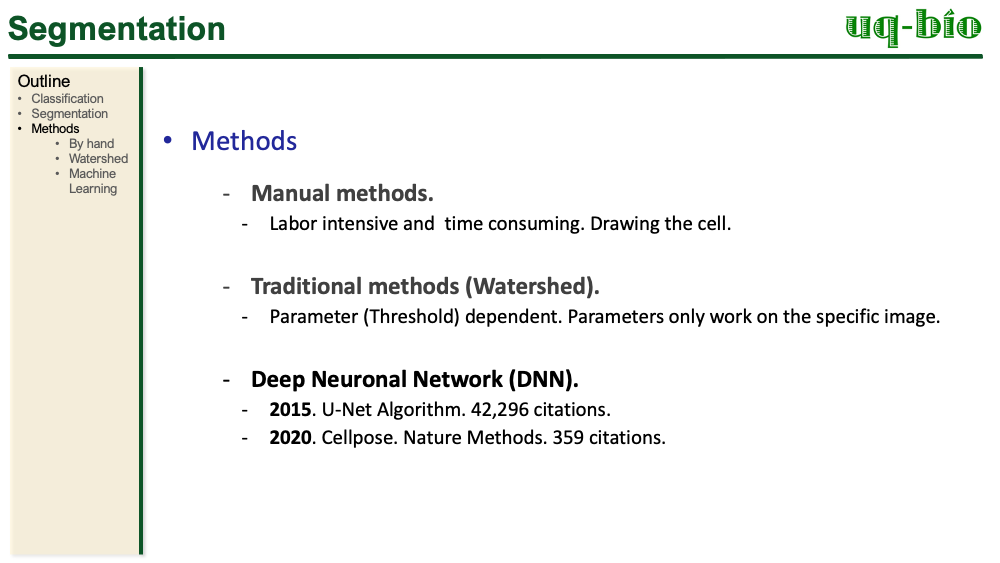 Segmentation
uq-bio
Outline
• Classification
• Segmentation
• Methods
• By hand
• Watershed
• Machine
Learning
• Methods
- Manual methods.
- Labor intensive and  time consuming. Drawing the cell.
- Traditional methods (Watershed).
- Parameter (Threshold) dependent. Parameters only work on the specific image.
- Deep Neuronal Network (DNN).
- 2015. U-Net Algorithm. 42,296 citations.
- 2020. Cellpose. Nature Methods. 359 citations.